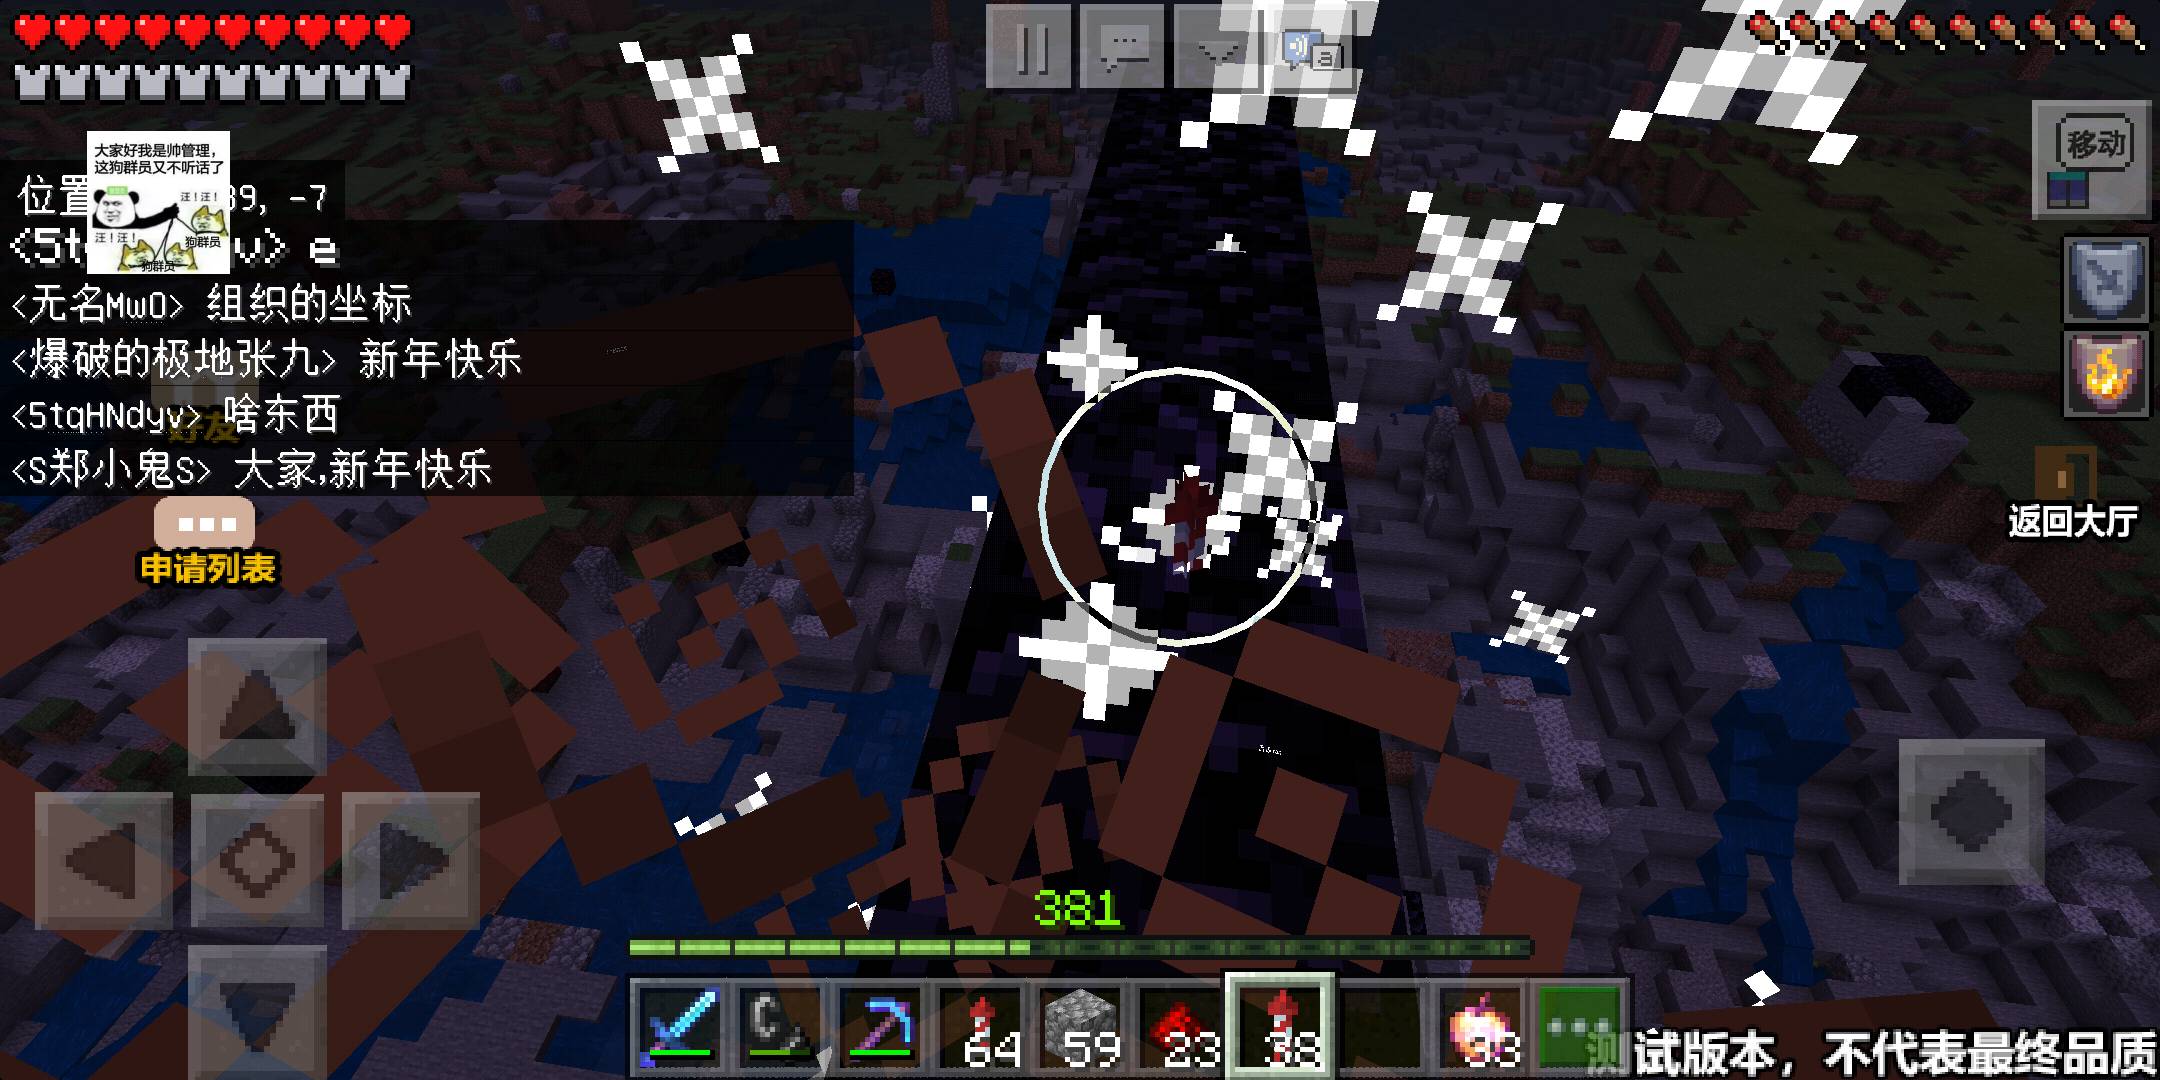 大家好我是帅管理,
这狗群员又不听话了
汪！汪！
汪！汪！
狗群员
狗群员
移动
位置 39, -7
<5t v> e
<无名MwO> 组织的坐标
<爆破的极地张九> 新年快乐
<5tqHNdyv> 啥东西
好友
<S郑小鬼S> 大家,新年快乐
返回大厅
申请列表
381
64
59
23
38
33
测试版本，不代表最终品质